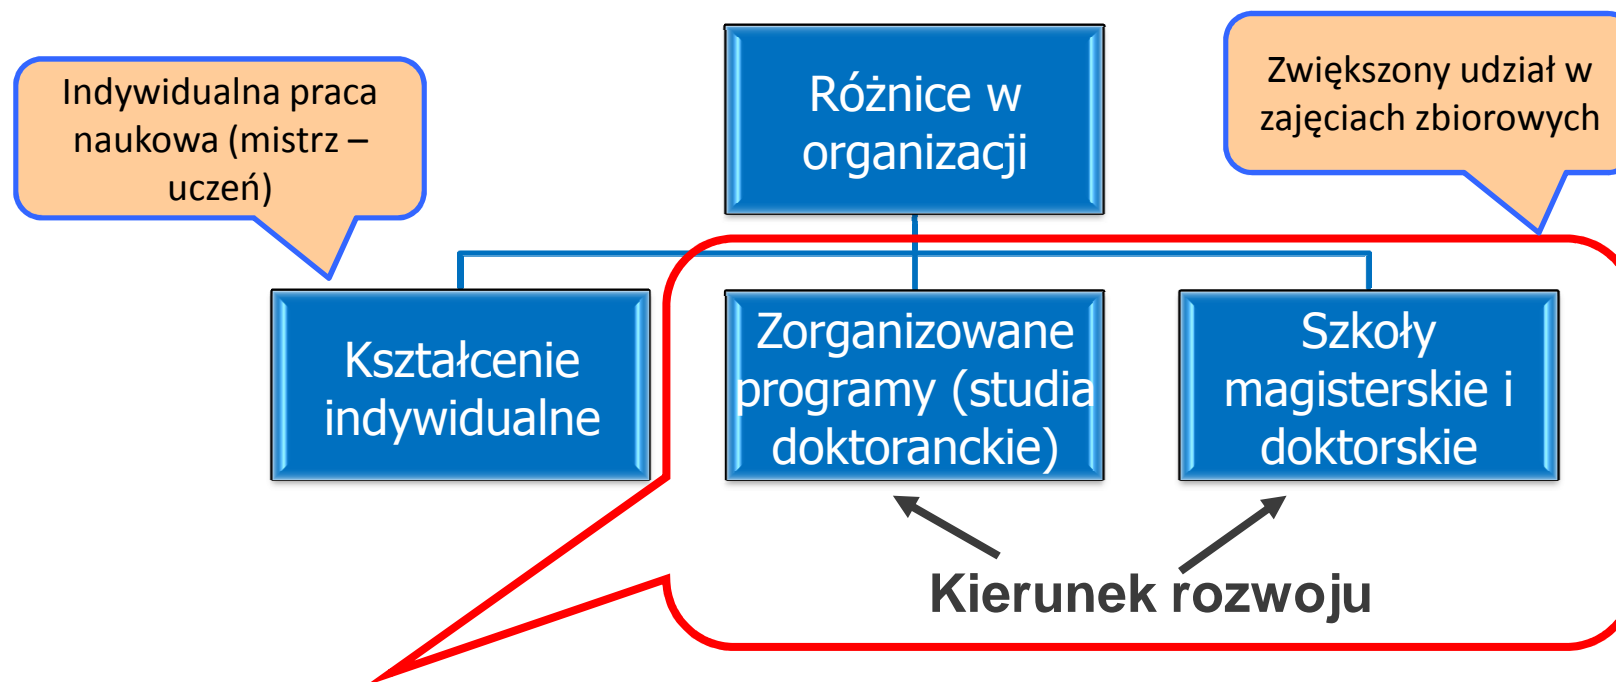 Indywidualna praca
naukowa (mistrz –
uczeń)
Różnice w
organizacji
Zwiększony udział w
zajęciach zbiorowych
Kształcenie
indywidualne
Zorganizowane
programy (studia
doktoranckie)
Szkoły
magisterskie i
doktorskie
Kierunek rozwoju